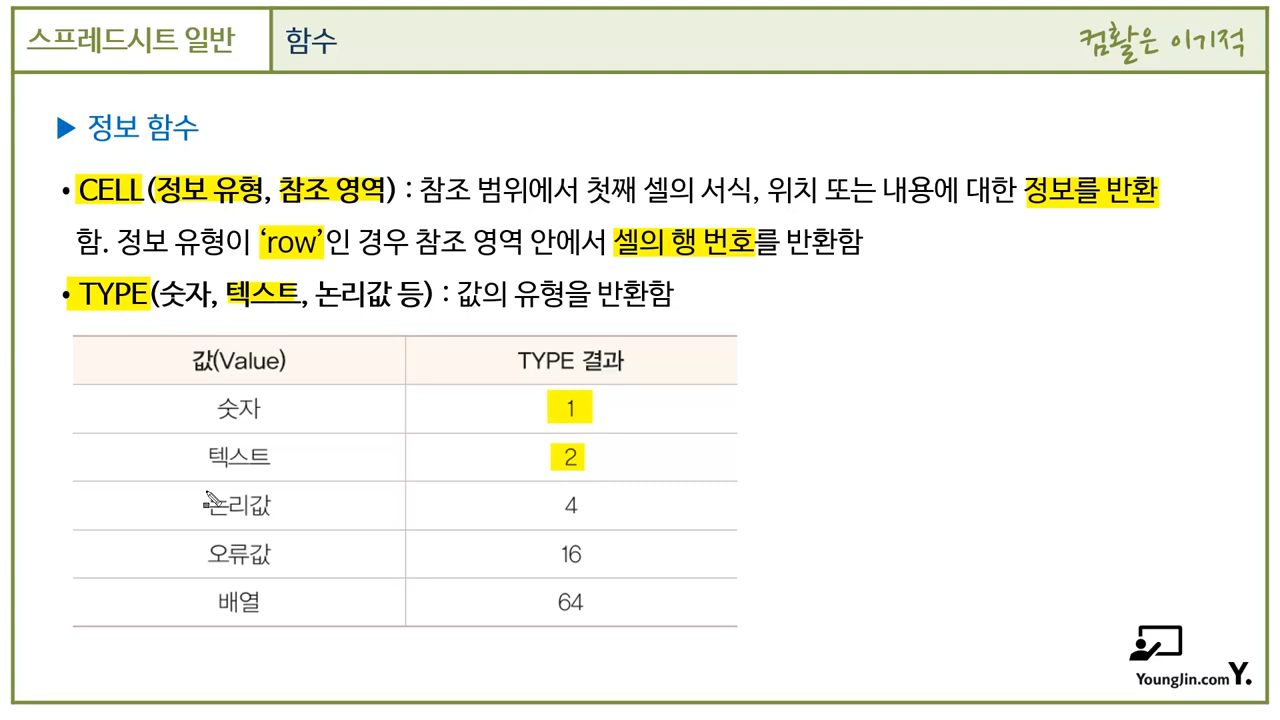 스프레드시트 일반
함수
컴활은 이기적
▶ 정보 함수
• CELL(정보 유형, 참조 영역) : 참조 범위에서 첫째 셀의 서식, 위치 또는 내용에 대한 정보를 반환
함. 정보 유형이 ‘row’인 경우 참조 영역 안에서 셀의 행 번호를 반환함
• TYPE(숫자, 텍스트, 논리값 등) : 값의 유형을 반환함
값(Value) TYPE 결과
숫자 1
텍스트 2
논리값 4
오류값 16
배열 64
YoungJin.com Y.